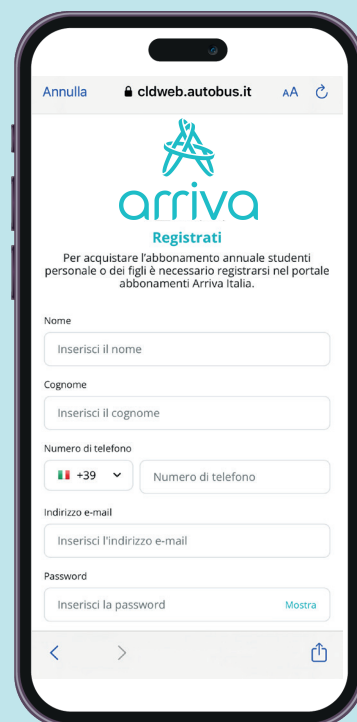 Annulla cldweb.autobus.it AA
arriva
Registrati
Per acquistare l'abbonamento annuale studenti
personale o dei figli è necessario registrarsi nel portale
abbonamenti Arriva Italia.
Nome
Inserisci il nome
Cognome
Inserisci il cognome
Numero di telefono
+39 Numero di telefono
Indirizzo e-mail
Inserisci l'indirizzo e-mail
Password
Inserisci la password Mostra